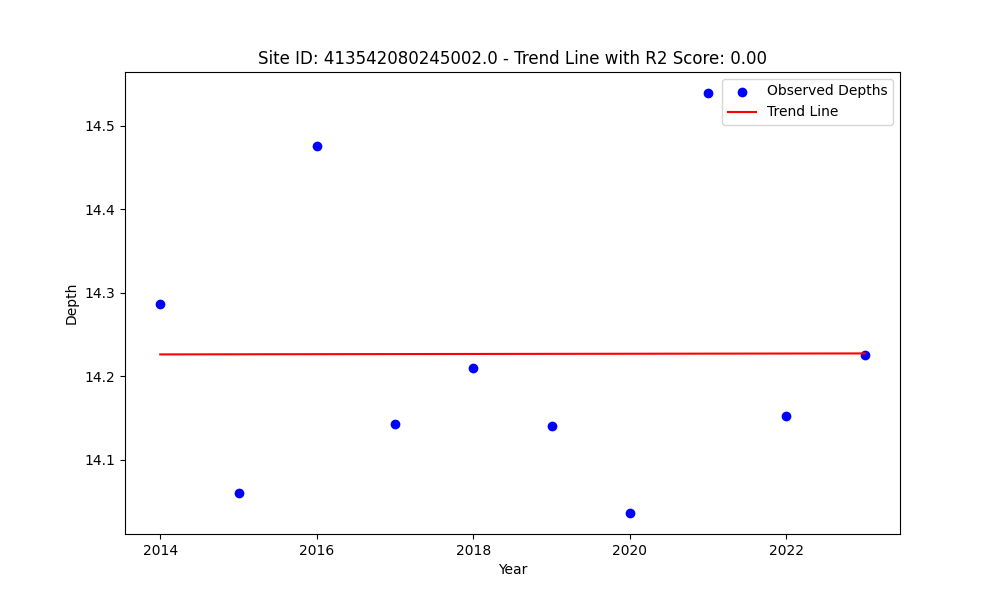 Site ID: 413542080245002.0 - Trend Line with R2 Score: 0.00
Observed Depths
Trend Line
14.5
14.4
14.3
14.2
14.1
Depth
2014
2016
2018
2020
2022
Year